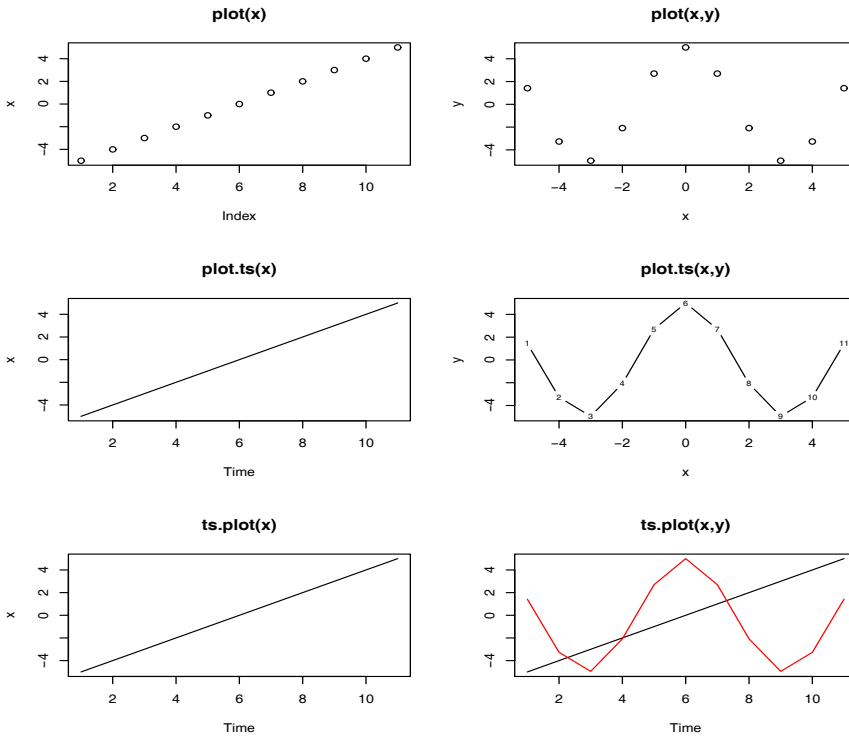 plot(x)
x
4
2
0
−4
2 4 6 8 10
Index
plot(x,y)
y
4
2
0
−4
−4 −2 0 2 4
x
plot.ts(x)
x
4
2
0
−4
2 4 6 8 10
Time
plot.ts(x,y)
y
4
2
0
−4
1 2 3 4 5 6 7 8 9 10 11
−4 −2 0 2 4
x
ts.plot(x)
x
4
2
0
−4
2 4 6 8 10
Time
ts.plot(x,y)
4
2
0
−4
2 4 6 8 10
Time